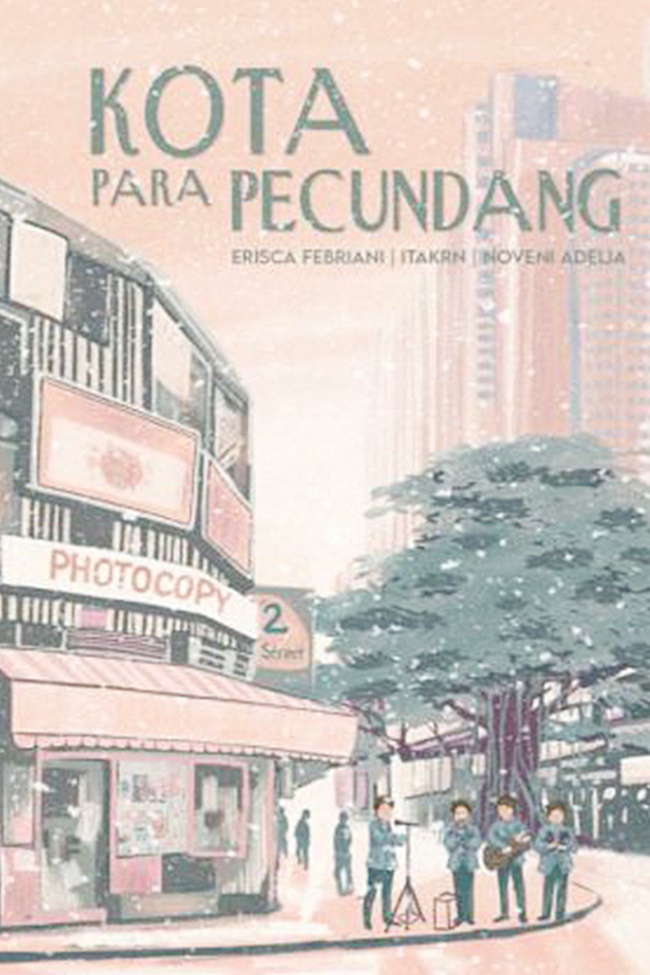 KOTA
PARA PECUNDANG
ERISCA FEBRIANI | ITAKRN | NOVENI ADELIA
PHOTOCOPY
2
Street